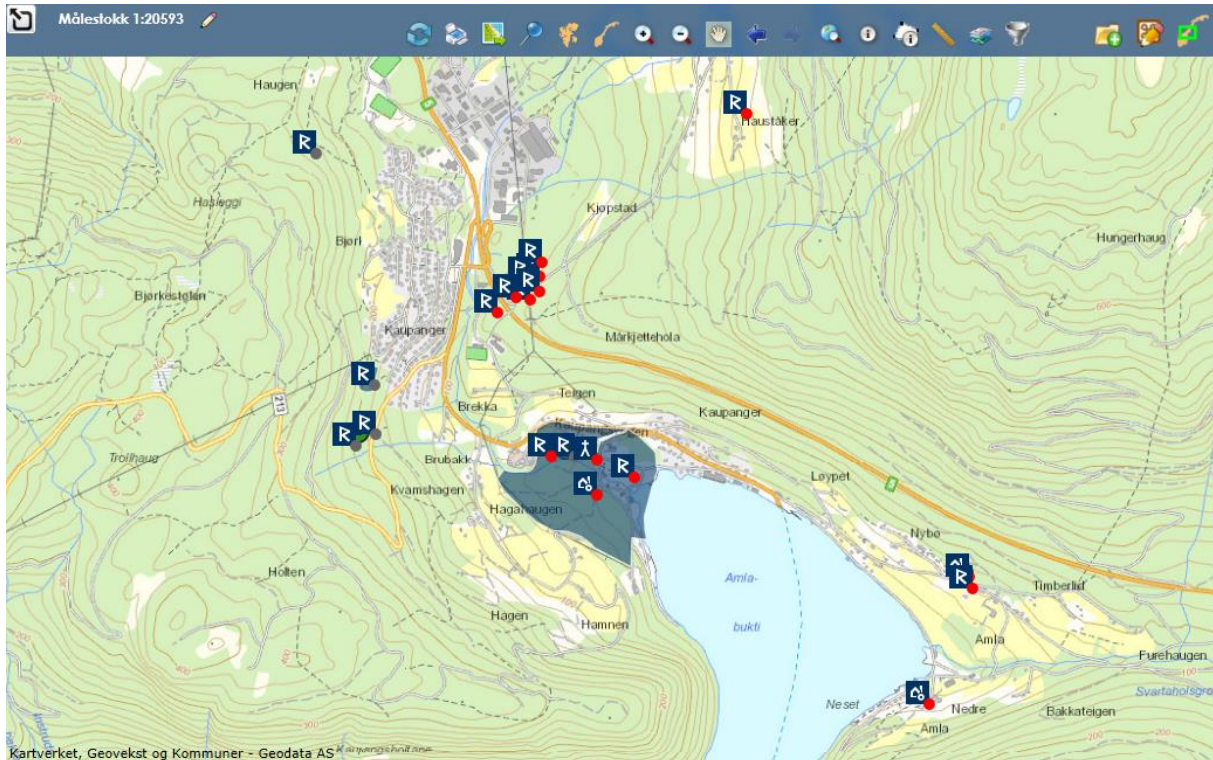 Målestokk 1:20593
Haugen
Hauståker
Hasleggi
Kjøpstad
Bjørl
Hungerhaug
Bjørkestølen
Kaupanger
Mårkjettehola
213
Teigen
Brekka
Kaupanger
Trollhaug
Brubakk
Løypet
Kvamshagen
Hagahaugen
Nybø
Holten
Amla-
Timberlid
Hagen
Hamnen
bukti
Amla
Furehaugen
Svartaholsgro
Neset
Nedre
Bakkateigen
Amla
Kartverket, Geovekst og Kommuner - Geodata AS